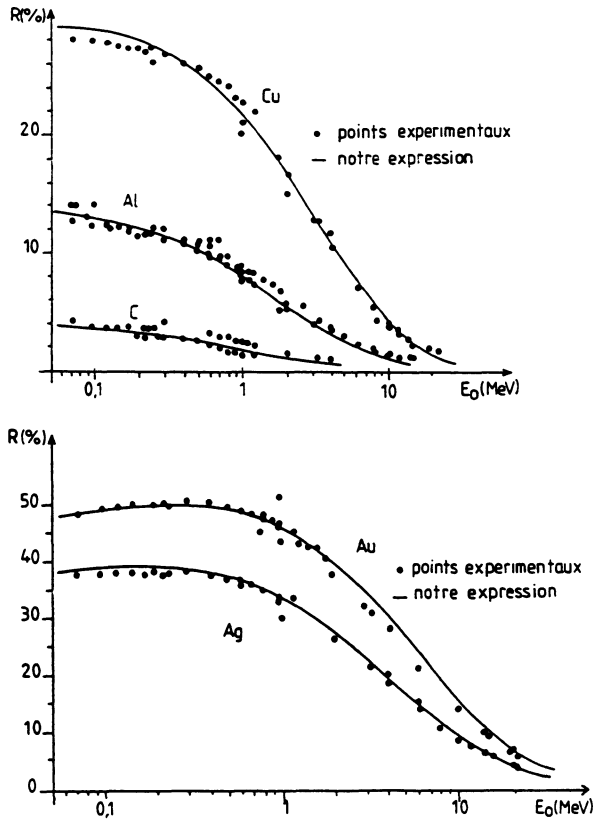 R(%)
Cu
• points experimentaux
— notre expression
20
Al
10
C
0,1
1
10
E₀(MeV)
R(%)
50
Au
40
• points experimentaux
— notre expression
30
Ag
20
10
0
0,1
1
10
E₀(MeV)